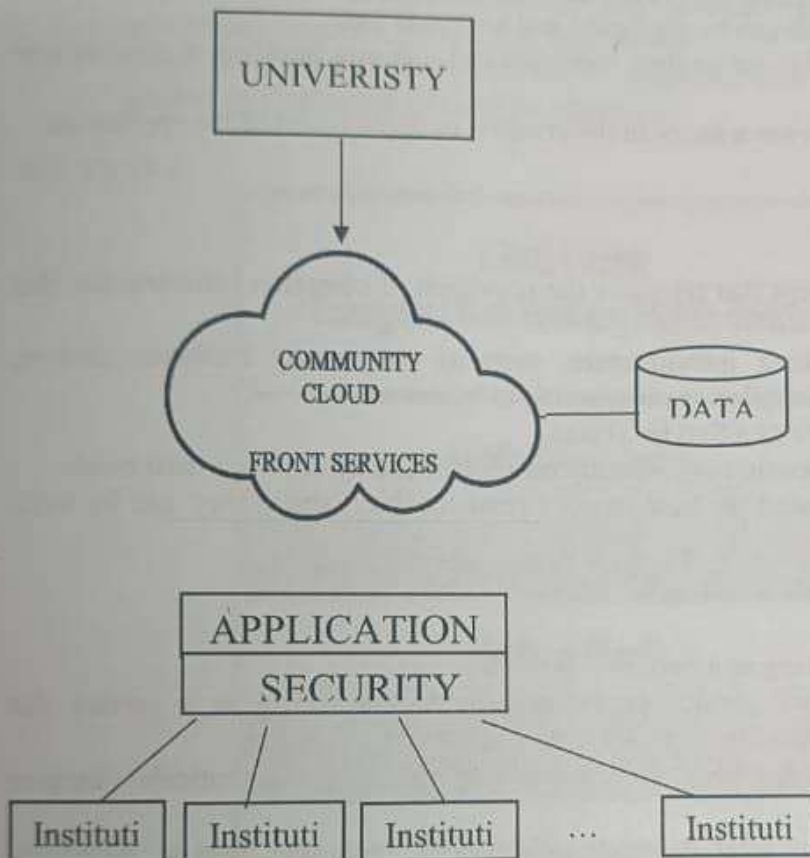 UNIVERISTY
COMMUNITY
CLOUD
FRONT SERVICES
DATA
APPLICATION
SECURITY
Instituti Instituti Instituti ... Instituti